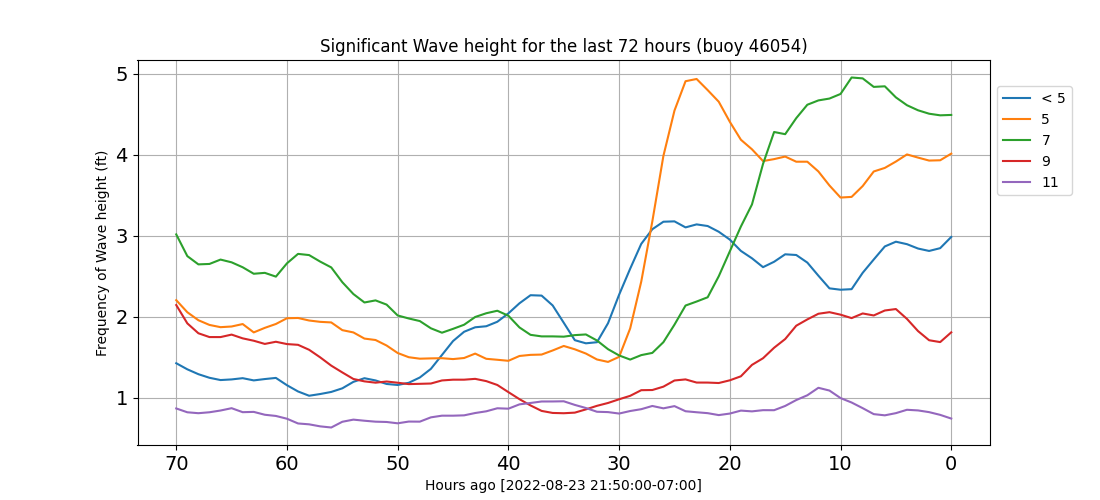 Significant Wave height for the last 72 hours (buoy 46054)
Frequency of Wave height (ft)
5
4
3
2
1
70 60 50 40 30 20 10 0
Hours ago [2022-08-23 21:50:00-07:00]
< 5
5
7
9
11